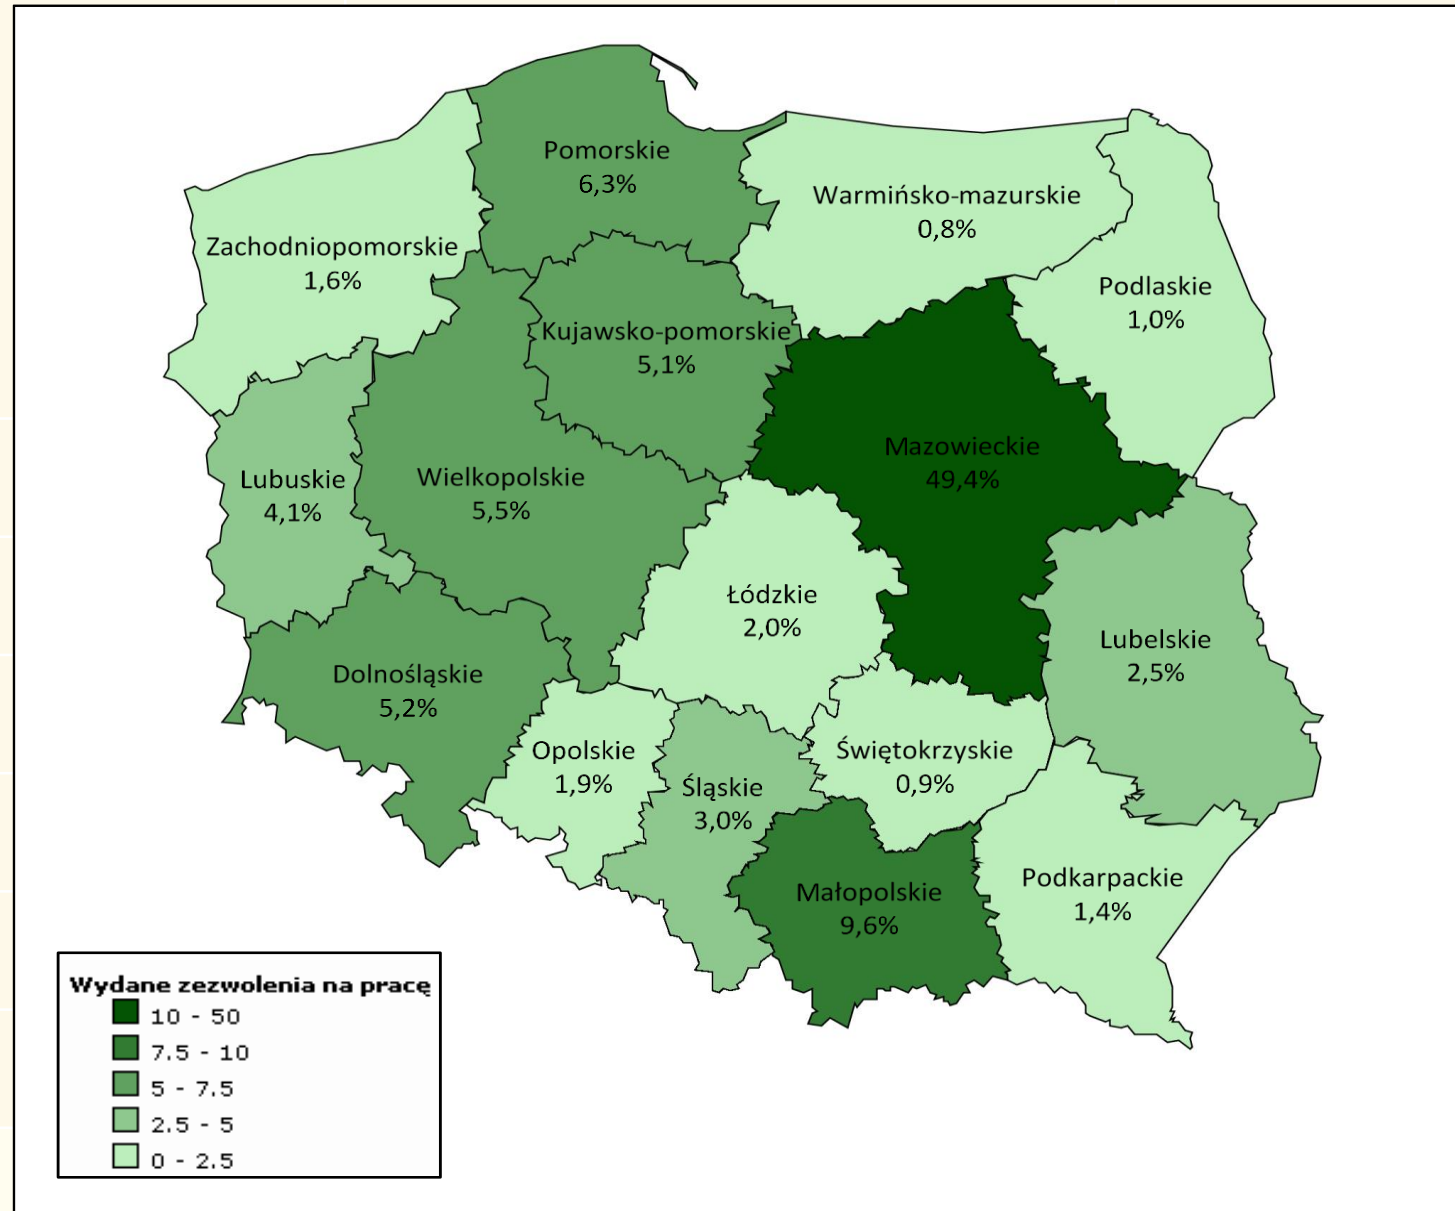 Pomorskie
6,3%
Warmińsko-mazurskie
0,8%
Zachodniopomorskie
1,6%
Podlaskie
1,0%
Kujawsko-pomorskie
5,1%
Mazowieckie
49,4%
Lubuskie
4,1%
Wielkopolskie
5,5%
Łódzkie
2,0%
Lubelskie
2,5%
Dolnośląskie
5,2%
Opolskie
1,9%
Śląskie
3,0%
Świętokrzyskie
0,9%
Małopolskie
9,6%
Podkarpackie
1,4%
Wydane zezwolenia na pracę
10 - 50
7.5 - 10
5 - 7.5
2.5 - 5
0 - 2.5